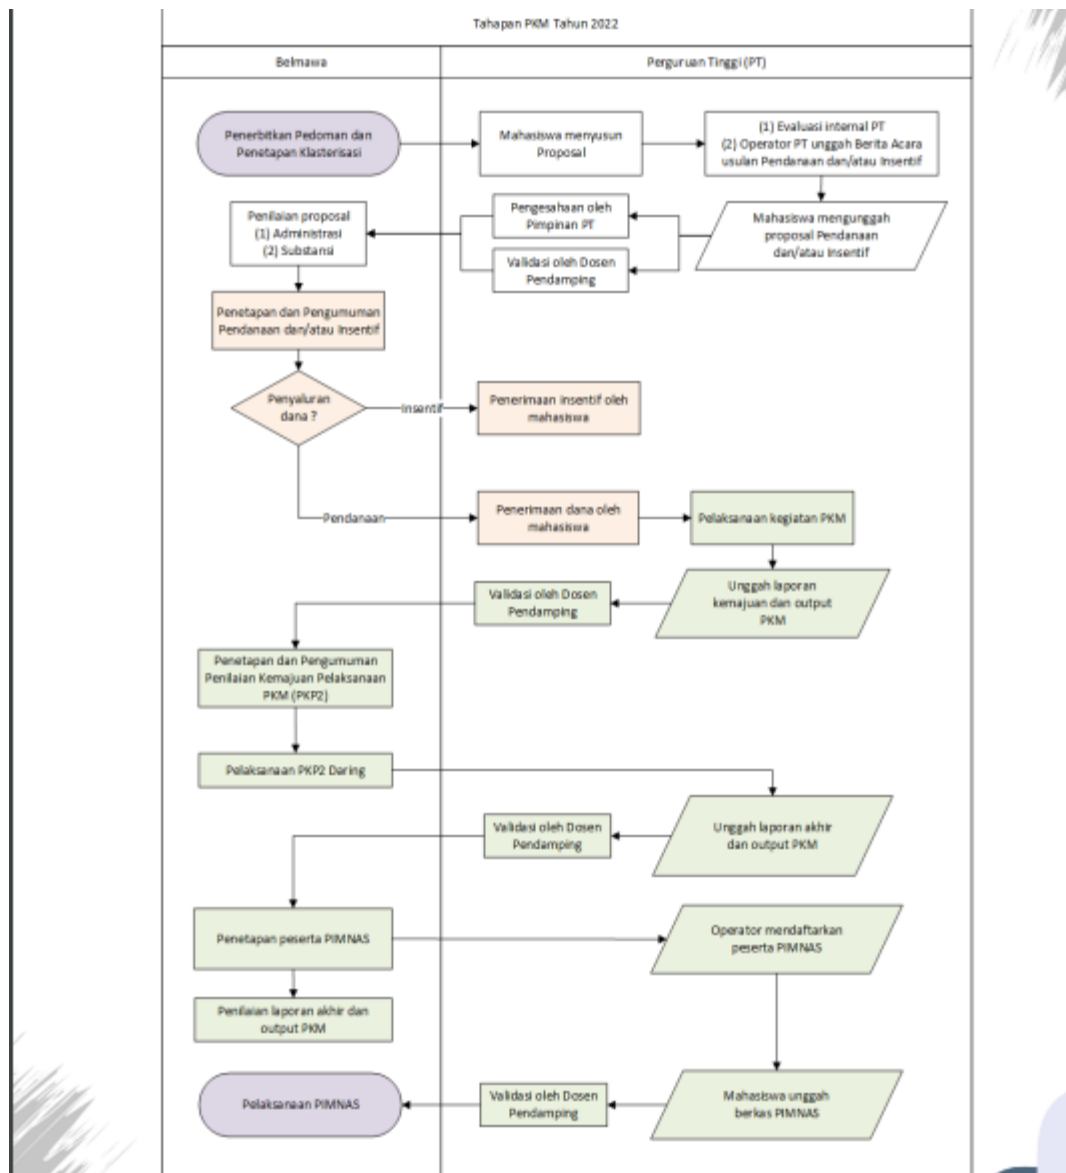 Tahapan PKM Tahun 2022
Belmawa
Perguruan Tinggi (PT)
Penerbitkan Pedoman dan
Penetapan Klasterisasi
Mahasiswa menyusun
Proposal
(1) Evaluasi internal PT
(2) Operator PT unggah Berita Acara
usulan Pendanaan dan/atau Insentif
Penilaian proposal
(1) Administrasi
(2) Substansi
Pengesahaan oleh
Pimpinan PT
Validasi oleh Dosen
Pendamping
Mahasiswa mengunggah
proposal Pendanaan
dan/atau Insentif
Penetapan dan Pengumuman
Pendanaan dan/atau Insentif
Penyaluran
dana ?
Insentif
Penerimaan insentif oleh
mahasiswa
Pendanaan
Penerimaan dana oleh
mahasiswa
Pelaksanaan kegiatan PKM
Validasi oleh Dosen
Pendamping
Unggah laporan
kemajuan dan output
PKM
Penetapan dan Pengumuman
Penilaian Kemajuan Pelaksanaan
PKM (PKP2)
Pelaksanaan PKP2 Daring
Validasi oleh Dosen
Pendamping
Unggah laporan akhir
dan output PKM
Penetapan peserta PIMNAS
Operator mendaftarkan
peserta PIMNAS
Penilaian laporan akhir dan
output PKM
Pelaksanaan PIMNAS
Validasi oleh Dosen
Pendamping
Mahasiswa unggah
berkas PIMNAS